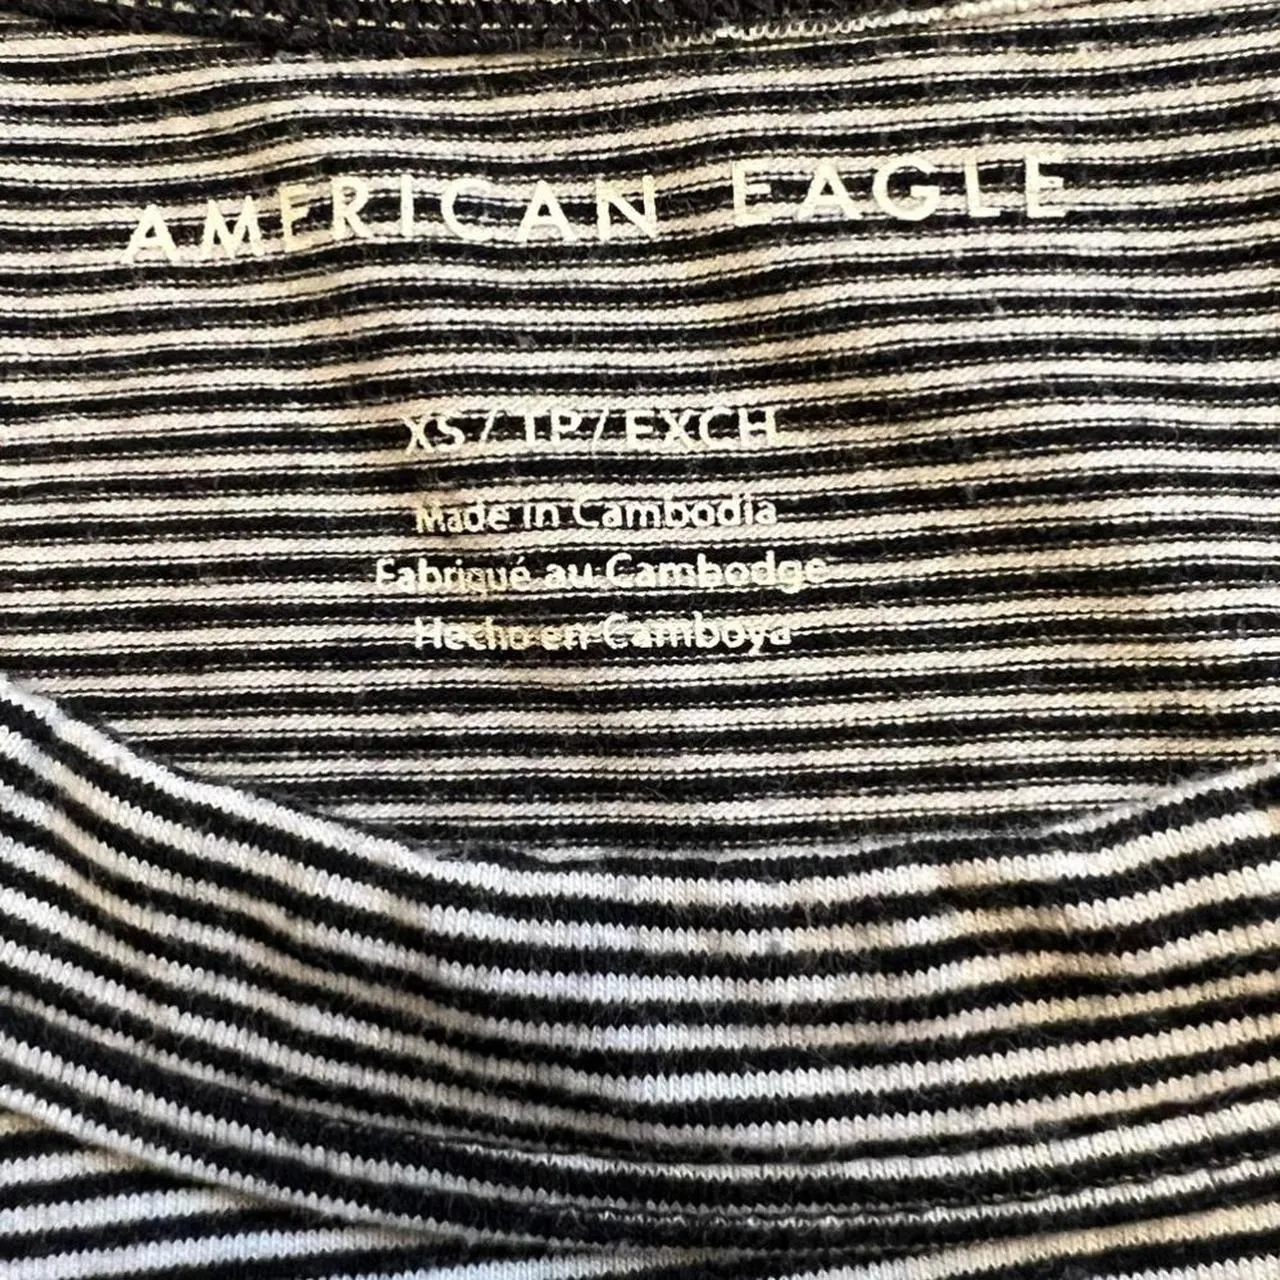 AMERICAN EAGLE
XS / TP / EXCH
Made in Cambodia
Fabriqué au Cambodge
Hecho en Camboya